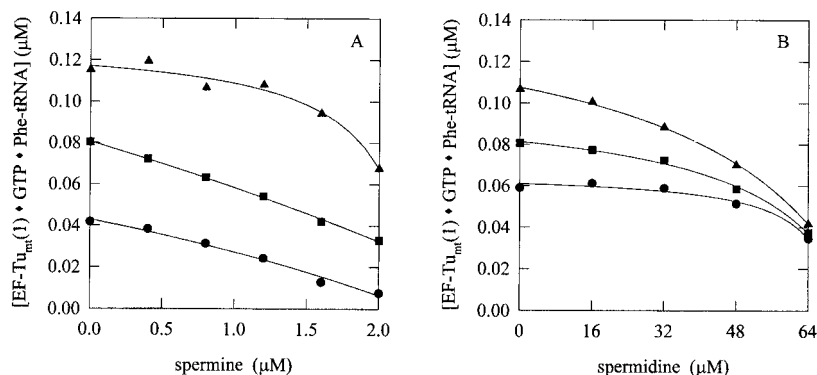 [EF-Tu_mt(1) • GTP • Phe-tRNA] (μM)
0.14
0.12
0.10
0.08
0.06
0.04
0.02
0.00
A
0.0 0.5 1.0 1.5 2.0
spermine (μM)
[EF-Tu_mt(1) • GTP • Phe-tRNA] (μM)
0.14
0.12
0.10
0.08
0.06
0.04
0.02
0.00
B
0 16 32 48 64
spermidine (μM)